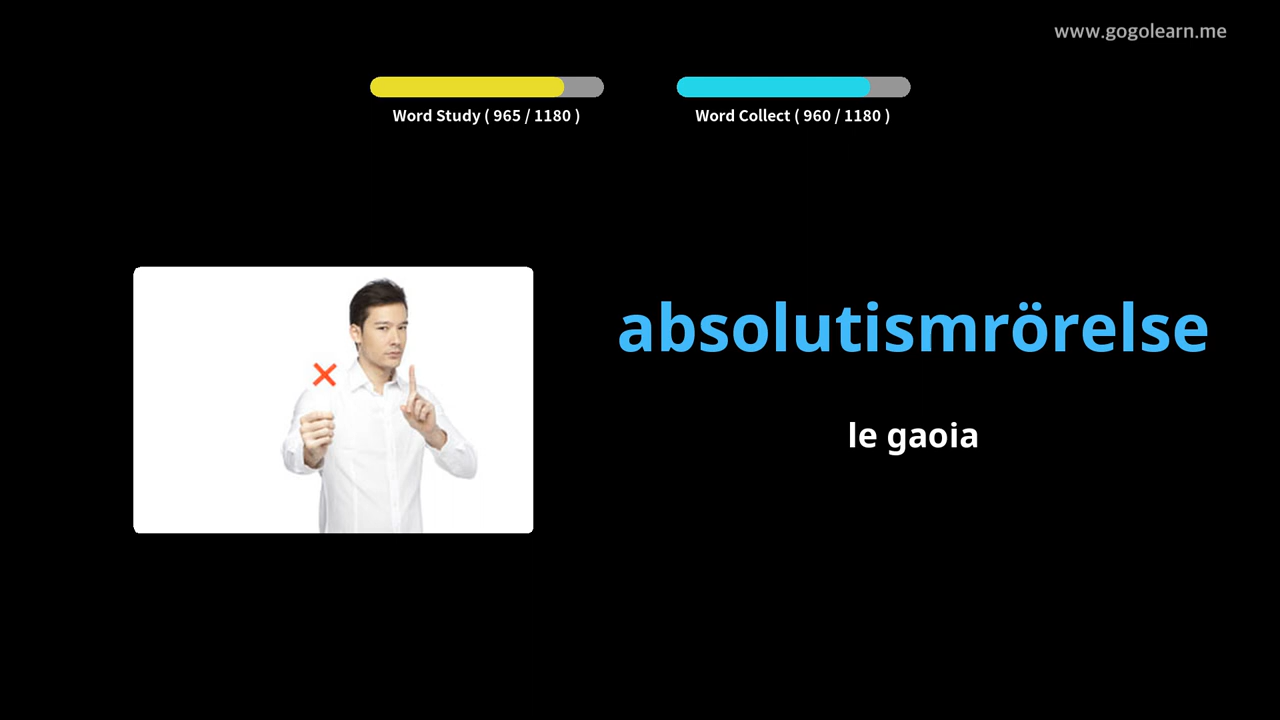 www.gogolearn.me
Word Study ( 965 / 1180 )
Word Collect ( 960 / 1180 )
absolutismrörelse
le gaoia